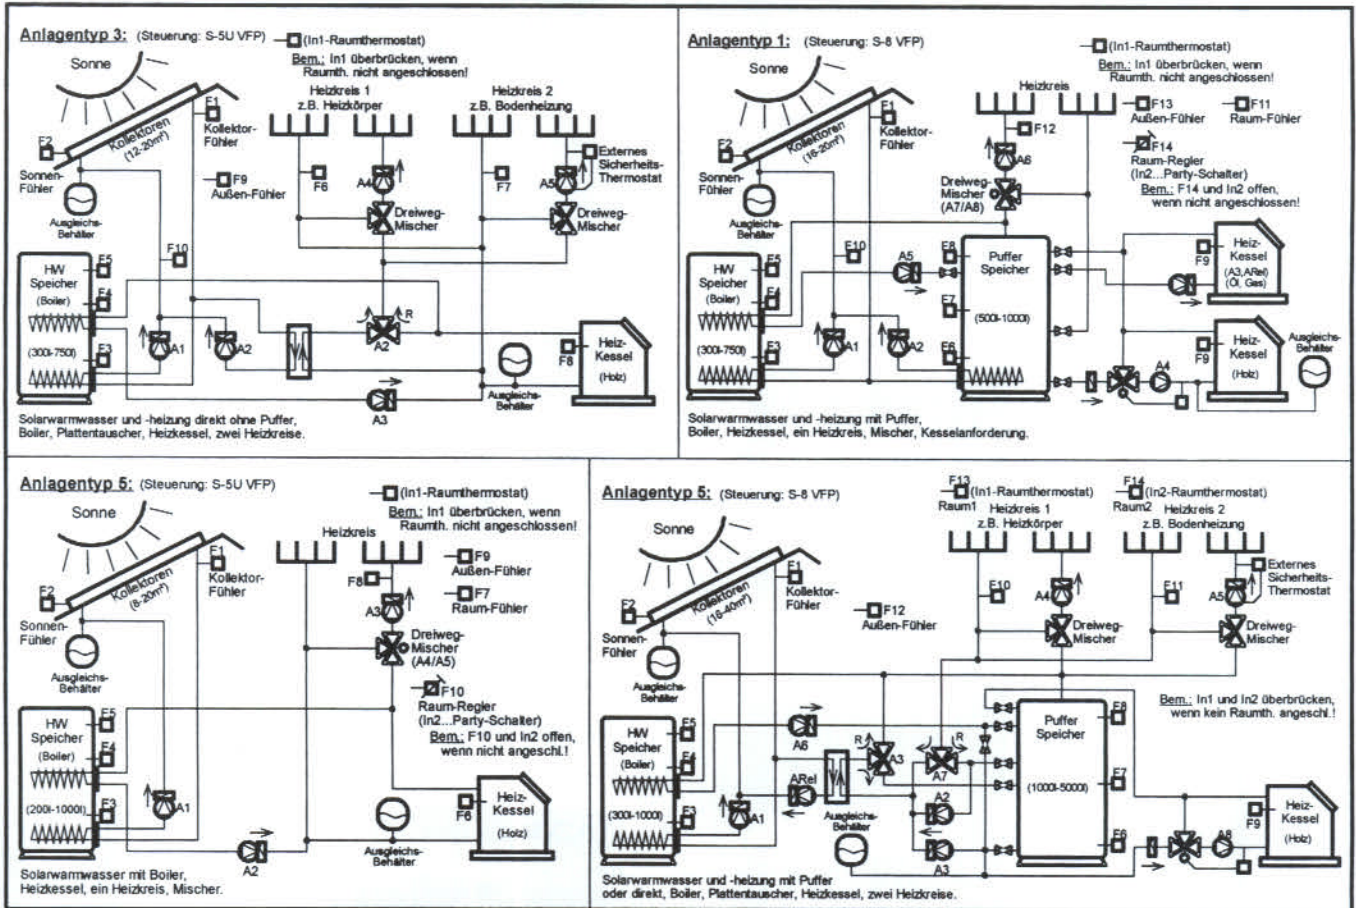 Anlagentyp 3: (Steuerung: S-5U VFP)
(In1-Raumthermostat)
Bem.: In1 überbrücken, wenn
Raumth. nicht angeschlossen!
Sonne
Heizkreis 1
z.B. Heizkörper
Heizkreis 2
z.B. Bodenheizung
F1
Kollektor-
Fühler
Kollektoren
(12-20m²)
F2
Sonnen-
Fühler
Ausgleichs-
Behälter
F9
Außen-Fühler
F6
A4
Dreiweg-
Mischer
F7
A5
Externes
Sicherheits-
Thermostat
Dreiweg-
Mischer
F10
HW
Speicher
(Boiler)
(300l-750l)
F5
F4
F3
A1
A2
R
A2
A3
Ausgleichs-
Behälter
F8
Heiz-
Kessel
(Holz)
Solarwarmwasser und -heizung direkt ohne Puffer,
Boiler, Plattentauscher, Heizkessel, zwei Heizkreise.
Anlagentyp 1: (Steuerung: S-8 VFP)
(In1-Raumthermostat)
Bem.: In1 überbrücken, wenn
Raumth. nicht angeschlossen!
Sonne
Heizkreis
F13
Außen-Fühler
F11
Raum-Fühler
F1
Kollektor-
Fühler
Kollektoren
(16-20m²)
F2
Sonnen-
Fühler
Ausgleichs-
Behälter
F12
A6
Dreiweg-
Mischer
(A7/A8)
F14
Raum-Regler
(In2...Party-Schalter)
Bem.: F14 und In2 offen,
wenn nicht angeschlossen!
F10
A5
HW
Speicher
(Boiler)
(300l-750l)
F5
F4
F3
A1
A2
F8
F7
F6
Puffer
Speicher
(500l-1000l)
F9
Heiz-
Kessel
(A3,ARel)
(Öl, Gas)
F9
Heiz-
Kessel
(Holz)
A4
Ausgleichs-
Behälter
Solarwarmwasser und -heizung mit Puffer,
Boiler, Heizkessel, ein Heizkreis, Mischer, Kesselanforderung.
Anlagentyp 5: (Steuerung: S-5U VFP)
(In1-Raumthermostat)
Bem.: In1 überbrücken, wenn
Raumth. nicht angeschlossen!
Sonne
Heizkreis
F1
Kollektor-
Fühler
Kollektoren
(8-20m²)
F2
Sonnen-
Fühler
Ausgleichs-
Behälter
F8
A3
F9
Außen-Fühler
F7
Raum-Fühler
Dreiweg-
Mischer
(A4/A5)
F10
Raum-Regler
(In2...Party-Schalter)
Bem.: F10 und In2 offen,
wenn nicht angeschl.!
HW
Speicher
(Boiler)
(200l-1000l)
F5
F4
F3
A1
A2
Ausgleichs-
Behälter
F6
Heiz-
Kessel
(Holz)
Solarwarmwasser mit Boiler,
Heizkessel, ein Heizkreis, Mischer.
Anlagentyp 5: (Steuerung: S-8 VFP)
F13
(In1-Raumthermostat)
Raum1
Heizkreis 1
z.B. Heizkörper
F14
(In2-Raumthermostat)
Raum2
Heizkreis 2
z.B. Bodenheizung
Sonne
F1
Kollektor-
Fühler
Kollektoren
(16-40m²)
F2
Sonnen-
Fühler
Ausgleichs-
Behälter
F12
Außen-Fühler
F10
A4
Dreiweg-
Mischer
F11
A5
Externes
Sicherheits-
Thermostat
Dreiweg-
Mischer
Bem.: In1 und In2 überbrücken,
wenn kein Raumth. angeschl.!
HW
Speicher
(Boiler)
(300l-1000l)
F5
F4
F3
A1
A6
ARel
R
A3
R
A7
A2
A3
Ausgleichs-
Behälter
Puffer
Speicher
(1000l-5000l)
F8
F7
F6
A8
F9
Heiz-
Kessel
(Holz)
Solarwarmwasser und -heizung mit Puffer
oder direkt, Boiler, Plattentauscher, Heizkessel, zwei Heizkreise.